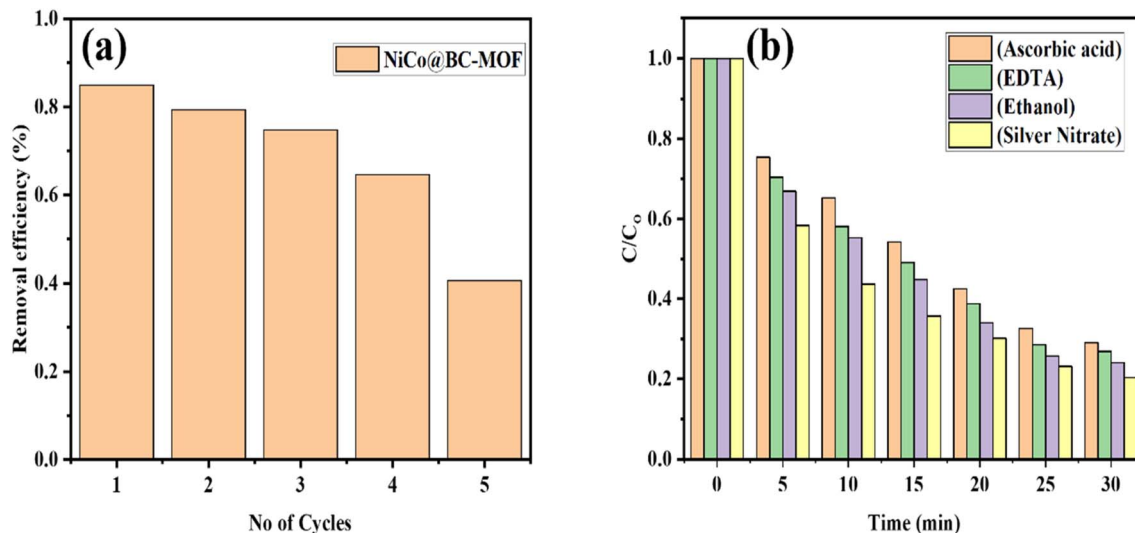 (a)
NiCo@BC-MOF
Removal efficiency (%)
1.0
0.8
0.6
0.4
0.2
0.0
1 2 3 4 5
No of Cycles
(b)
(Ascorbic acid)
(EDTA)
(Ethanol)
(Silver Nitrate)
C/Co
1.0
0.8
0.6
0.4
0.2
0.0
0 5 10 15 20 25 30
Time (min)